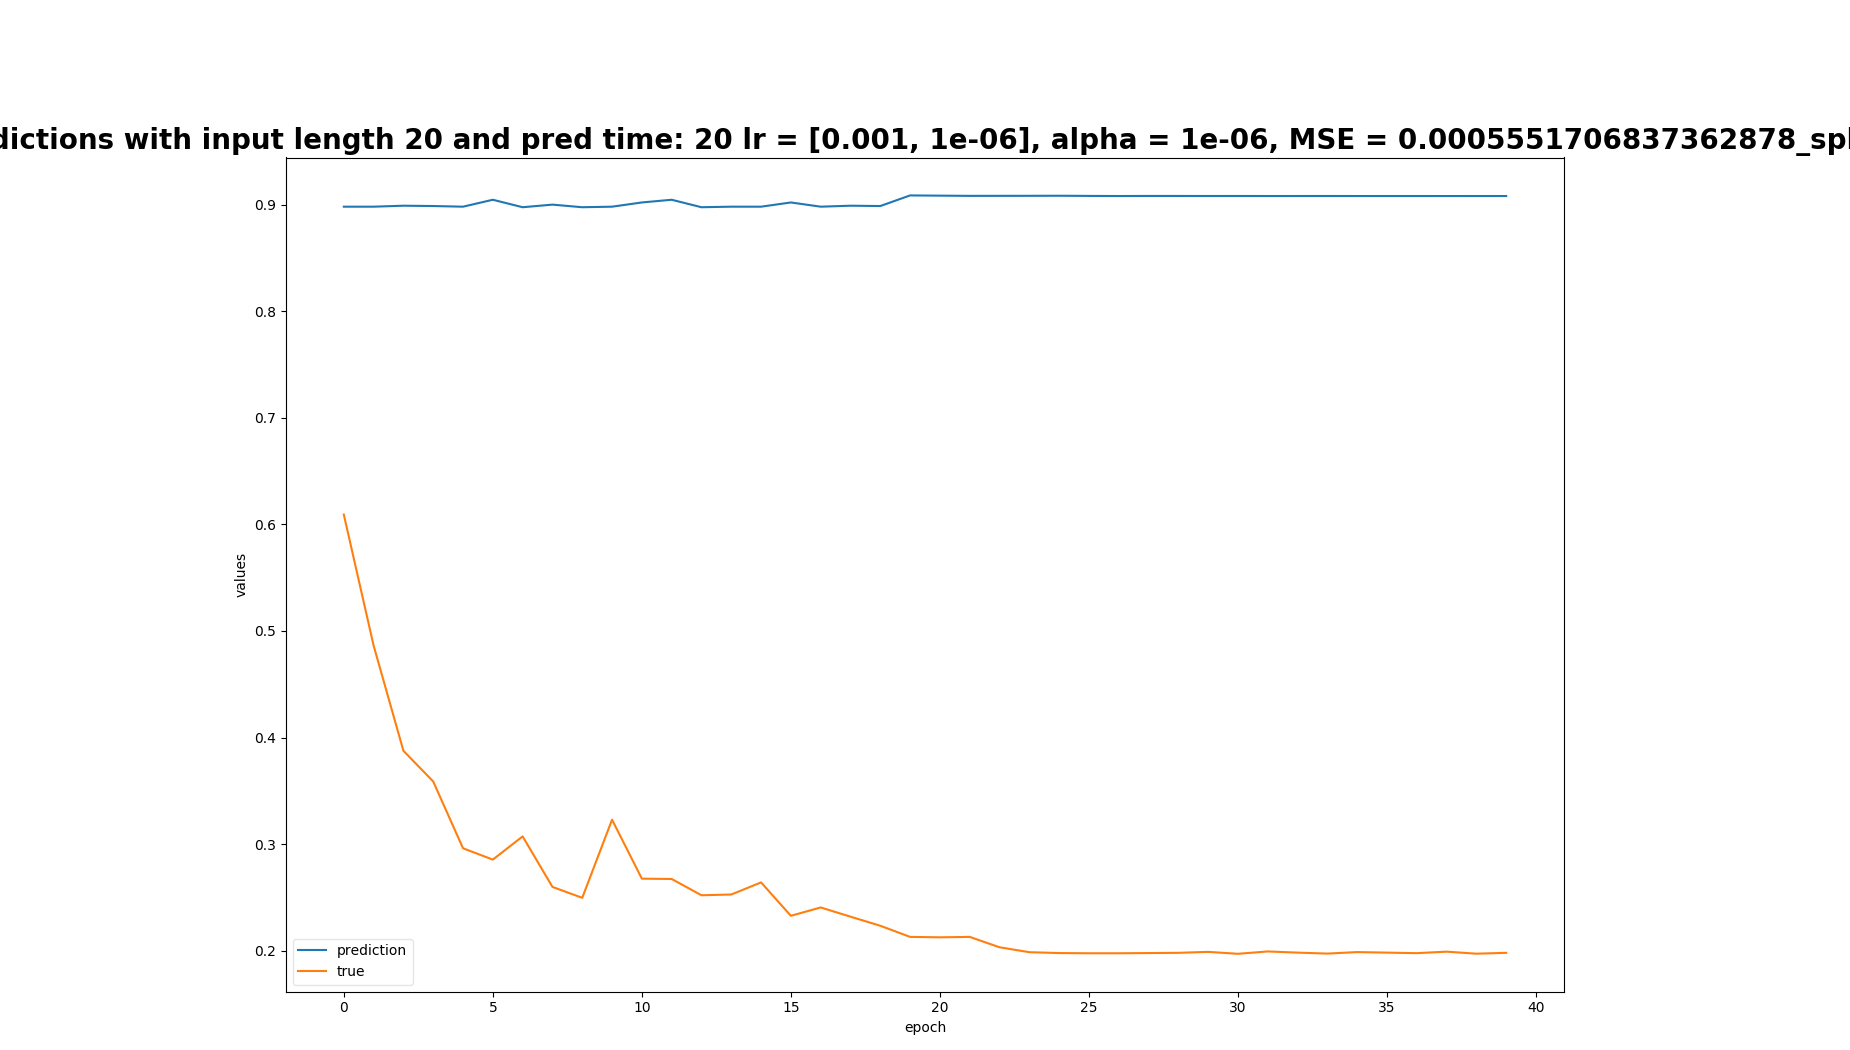 dictions with input length 20 and pred time: 20 lr = [0.001, 1e-06], alpha = 1e-06, MSE = 0.0005551706837362878_spl
0.9
0.8
0.7
0.6
0.5
0.4
0.3
0.2
values
prediction
true
0 5 10 15 20 25 30 35 40
epoch